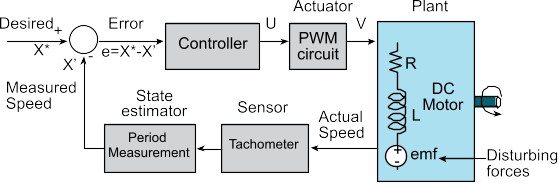 Desired
+
X*
Error
e=X*-X'
X'
-
Measured
Speed
Controller
U
Actuator
PWM
circuit
V
Plant
R
L
DC
Motor
+
-
emf
Disturbing
forces
State
estimator
Period
Measurement
Sensor
Tachometer
Actual
Speed